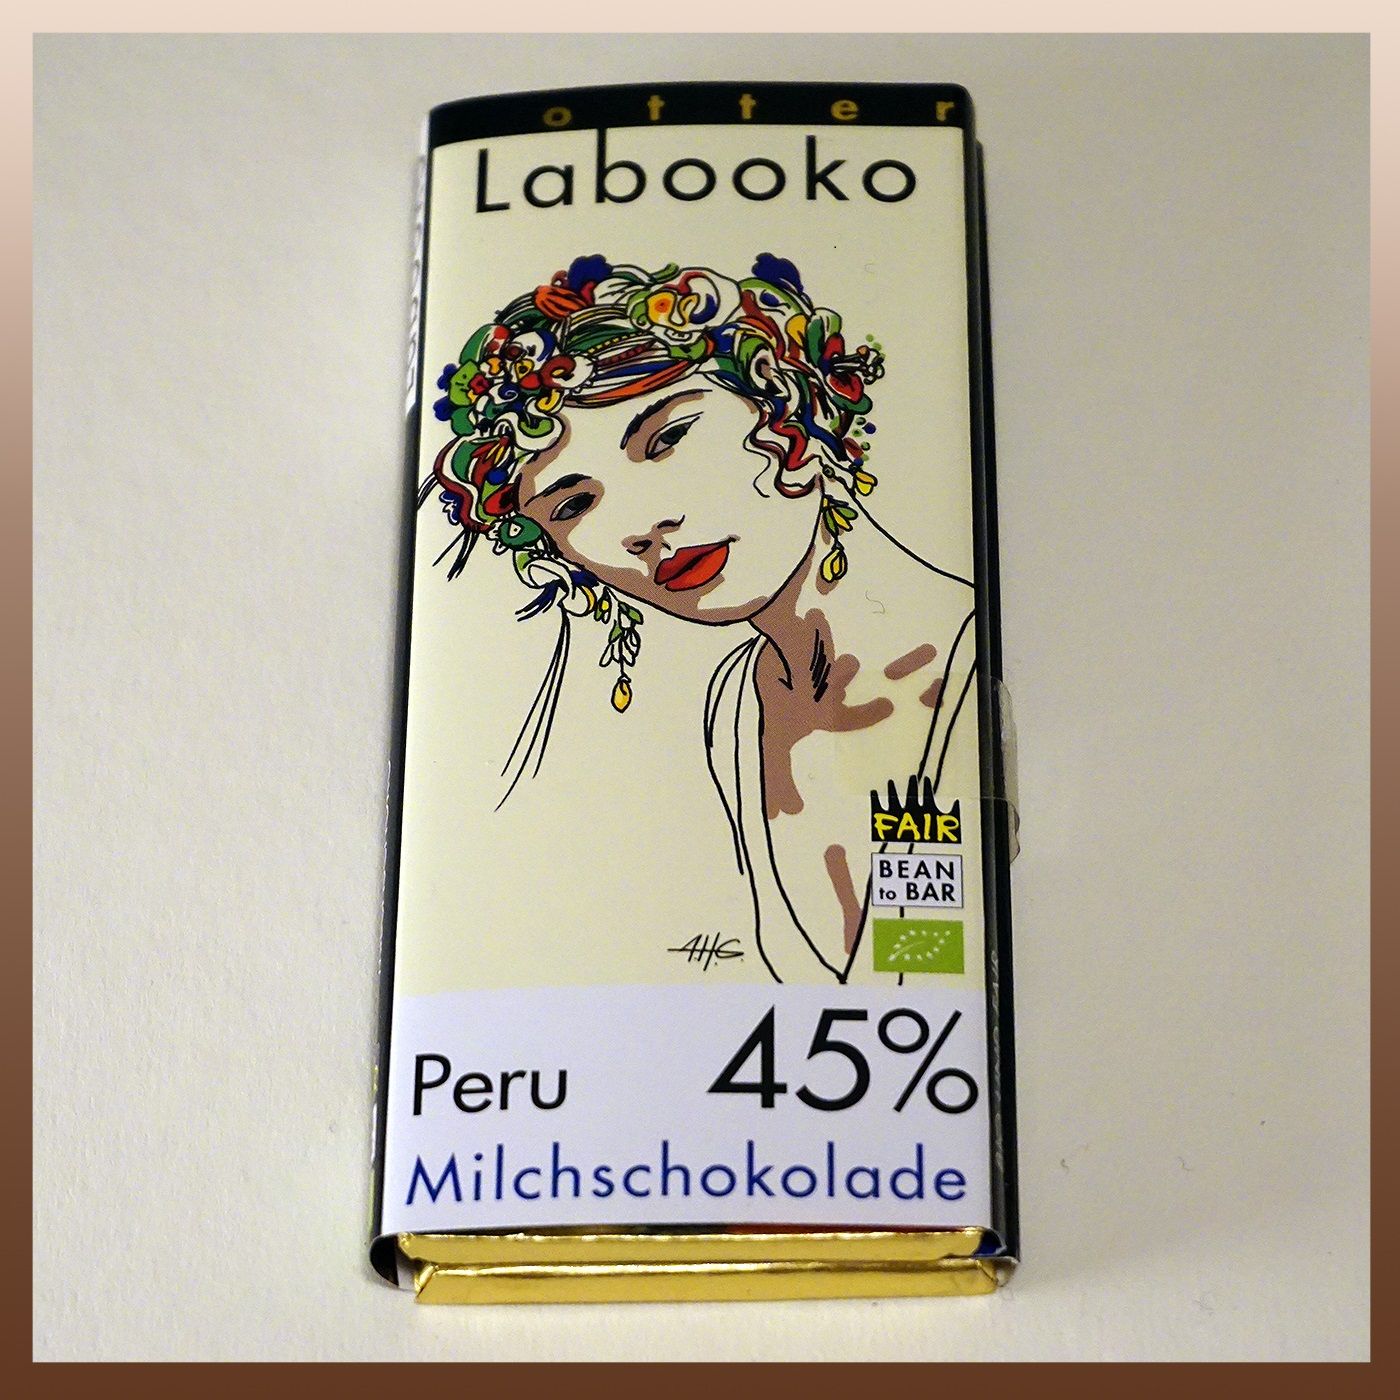 otter
Labooko
FAIR
BEAN
to BAR
A.H.G.
Peru 45%
Milchschokolade